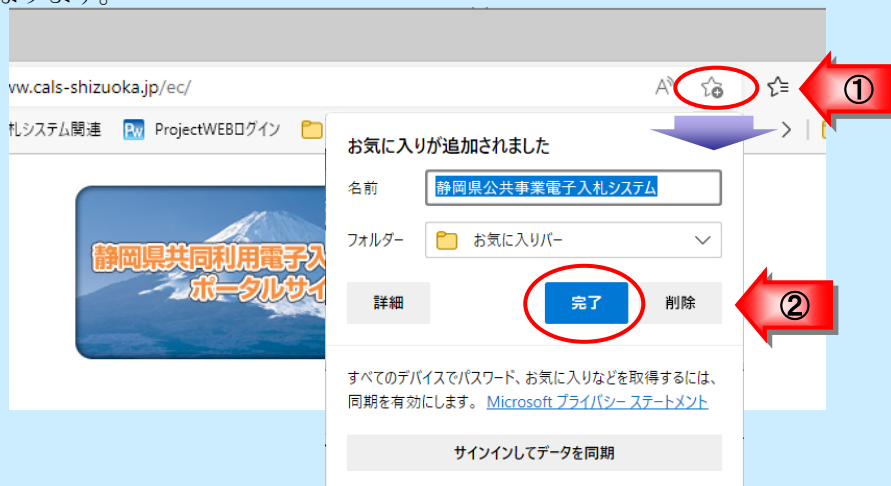 なります。
ww.cals-shizuoka.jp/ec/
①
札システム関連 ProjectWEBログイン
お気に入りが追加されました
名前 静岡県公共事業電子入札システム
フォルダー お気に入りバー
静岡県共同利用電子入
ポータルサイ
詳細 完了 削除
②
すべてのデバイスでパスワード、お気に入りなどを取得するには、
同期を有効にします。 Microsoft プライバシー ステートメント
サインインしてデータを同期